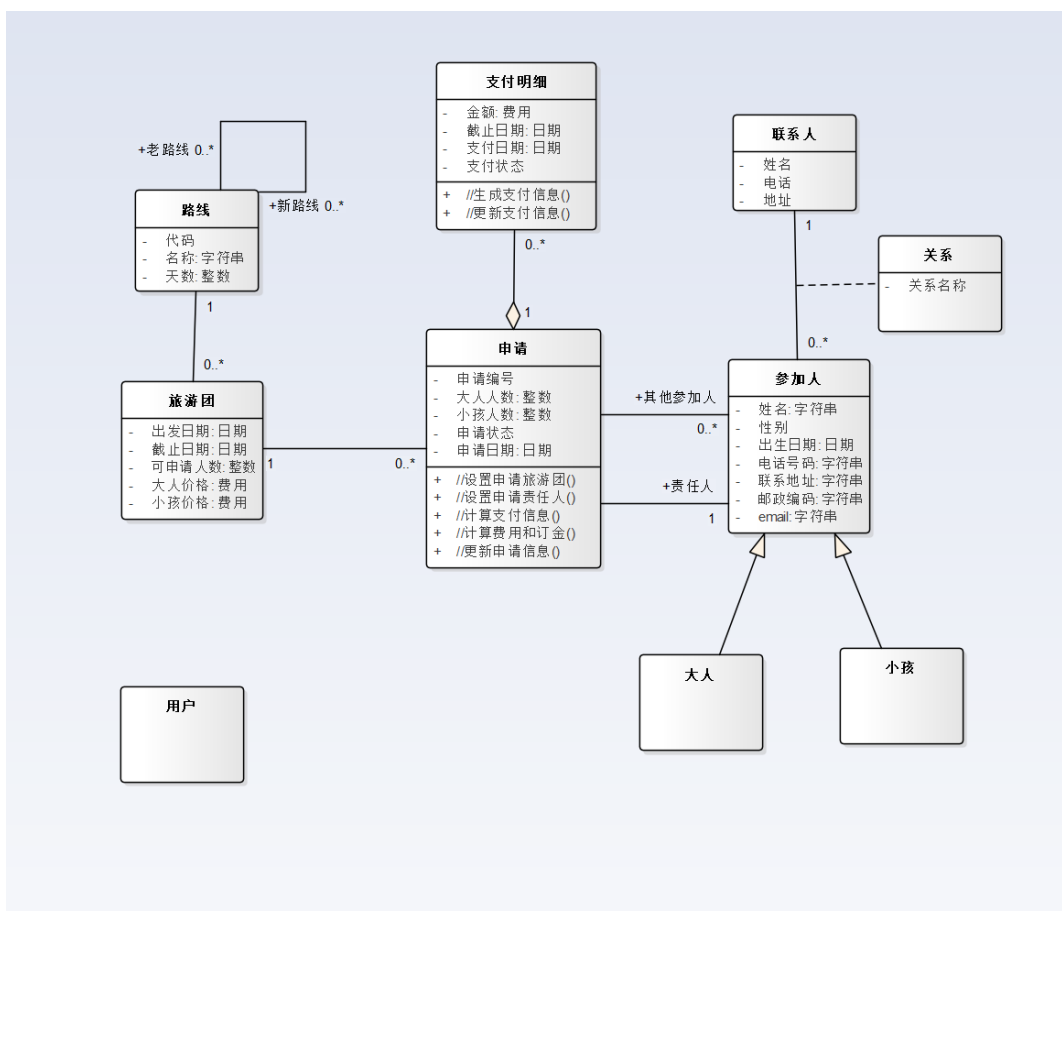 支付明细
- 金额: 费用
- 截止日期: 日期
- 支付日期: 日期
- 支付状态
+ //生成支付信息()
+ //更新支付信息()
0..*
联系人
- 姓名
- 电话
- 地址
1
+老路线 0..*
+新路线 0..*
路线
- 代码
- 名称: 字符串
- 天数: 整数
1
0..*
关系
- 关系名称
0..*
1
申请
- 申请编号
- 大人人数: 整数
- 小孩人数: 整数
- 申请状态
- 申请日期: 日期
+ //设置申请旅游团()
+ //设置申请责任人()
+ //计算支付信息()
+ //计算费用和订金()
+ //更新申请信息()
旅游团
- 出发日期: 日期
- 截止日期: 日期
- 可申请人数: 整数
- 大人价格: 费用
- 小孩价格: 费用
1
0..*
+其他参加人
0..*
+责任人
1
参加人
- 姓名: 字符串
- 性别
- 出生日期: 日期
- 电话号码: 字符串
- 联系地址: 字符串
- 邮政编码: 字符串
- email: 字符串
大人
小孩
用户